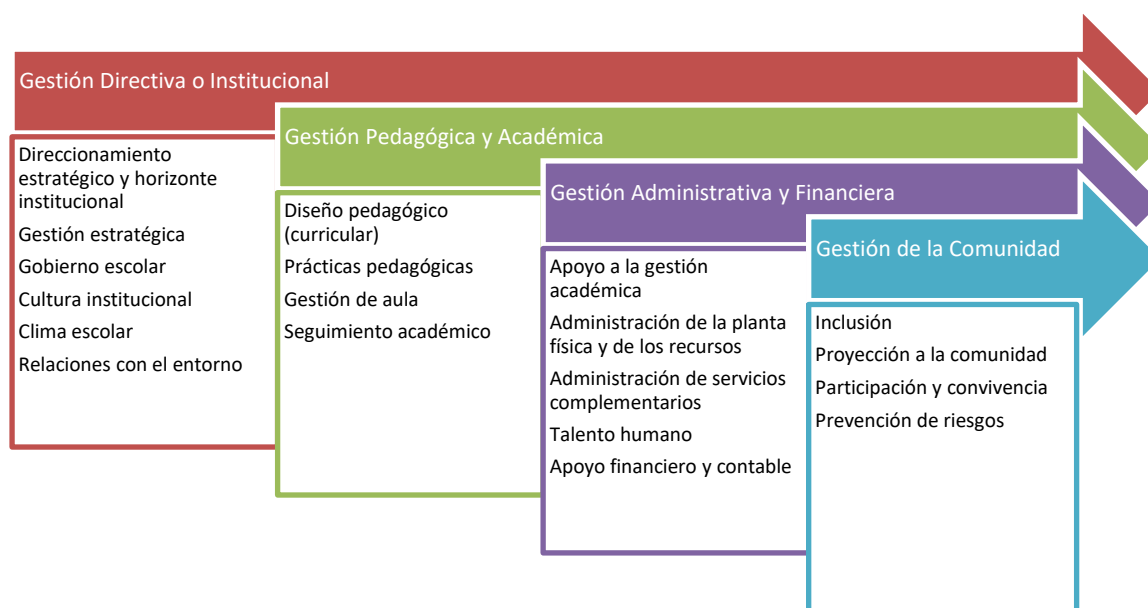 Gestión Directiva o Institucional
Direccionamiento
estratégico y horizonte
institucional
Gestión estratégica
Gobierno escolar
Cultura institucional
Clima escolar
Relaciones con el entorno
Gestión Pedagógica y Académica
Diseño pedagógico
(curricular)
Prácticas pedagógicas
Gestión de aula
Seguimiento académico
Gestión Administrativa y Financiera
Apoyo a la gestión
académica
Administración de la planta
física y de los recursos
Administración de servicios
complementarios
Talento humano
Apoyo financiero y contable
Gestión de la Comunidad
Inclusión
Proyección a la comunidad
Participación y convivencia
Prevención de riesgos